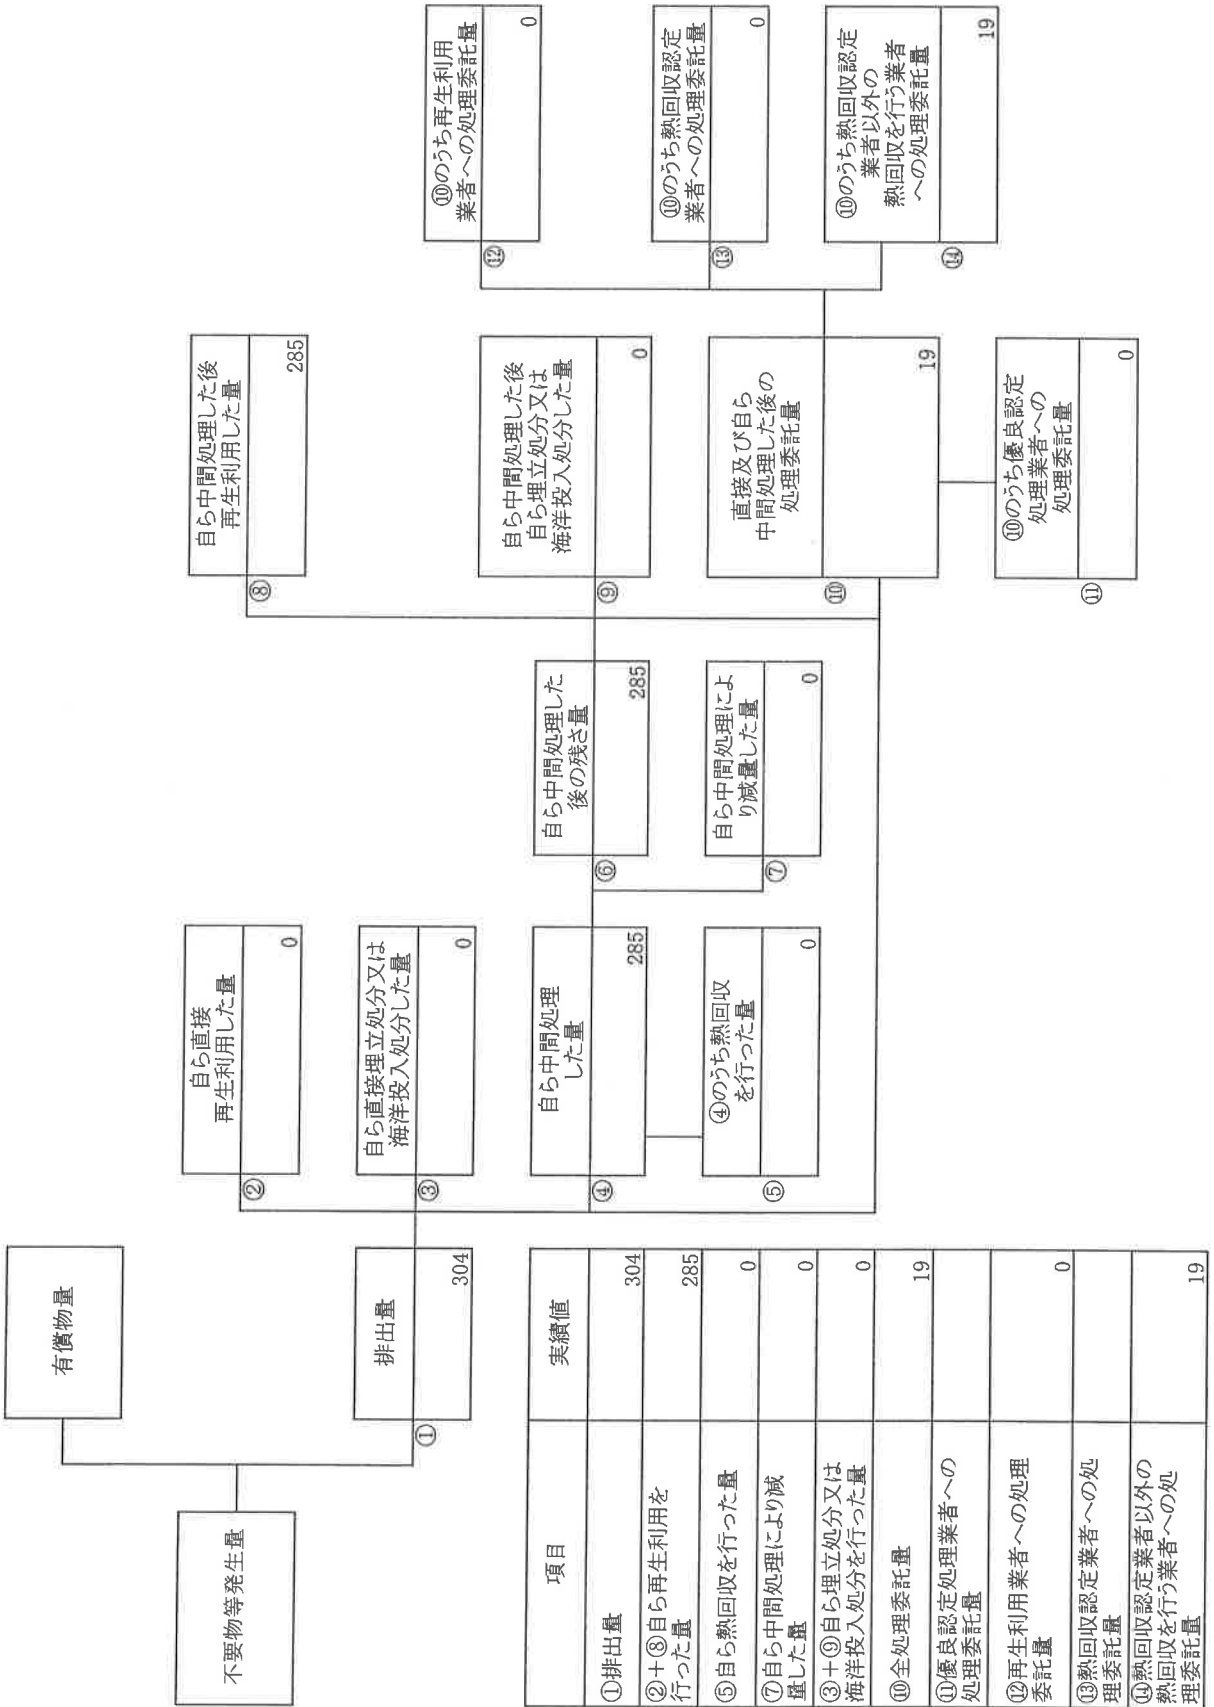 不要物等発生量
有償物量
①
排出量
304
②
自ら直接
再生利用した量
0
③
自ら直接埋立処分又は
海洋投入処分した量
0
④
自ら中間処理
した量
285
⑤
④のうち熱回収
を行った量
0
⑥
自ら中間処理した
後の残さ量
285
⑦
自ら中間処理によ
り減量した量
0
⑧
自ら中間処理した後
再生利用した量
285
⑨
自ら中間処理した後
自ら埋立処分又は
海洋投入処分した量
0
⑩
直接及び自ら
中間処理した後の
処理委託量
19
⑪
⑩のうち優良認定
処理業者への
処理委託量
0
⑫
⑩のうち再生利用
業者への処理委託量
0
⑬
⑩のうち熱回収認定
業者への処理委託量
0
⑭
⑩のうち熱回収認定
業者以外の
熱回収を行う業者
への処理委託量
19
項目 実績値
①排出量 304
②+⑧自ら再生利用を
行った量 285
⑤自ら熱回収を行った量 0
⑦自ら中間処理により減
量した量 0
③+⑨自ら埋立処分又は
海洋投入処分を行った量 0
⑩全処理委託量 19
⑪優良認定処理業者への
処理委託量
⑫再生利用業者への処理
委託量 0
⑬熱回収認定業者への処
理委託量
⑭熱回収認定業者以外の
熱回収を行う業者への処
理委託量 19